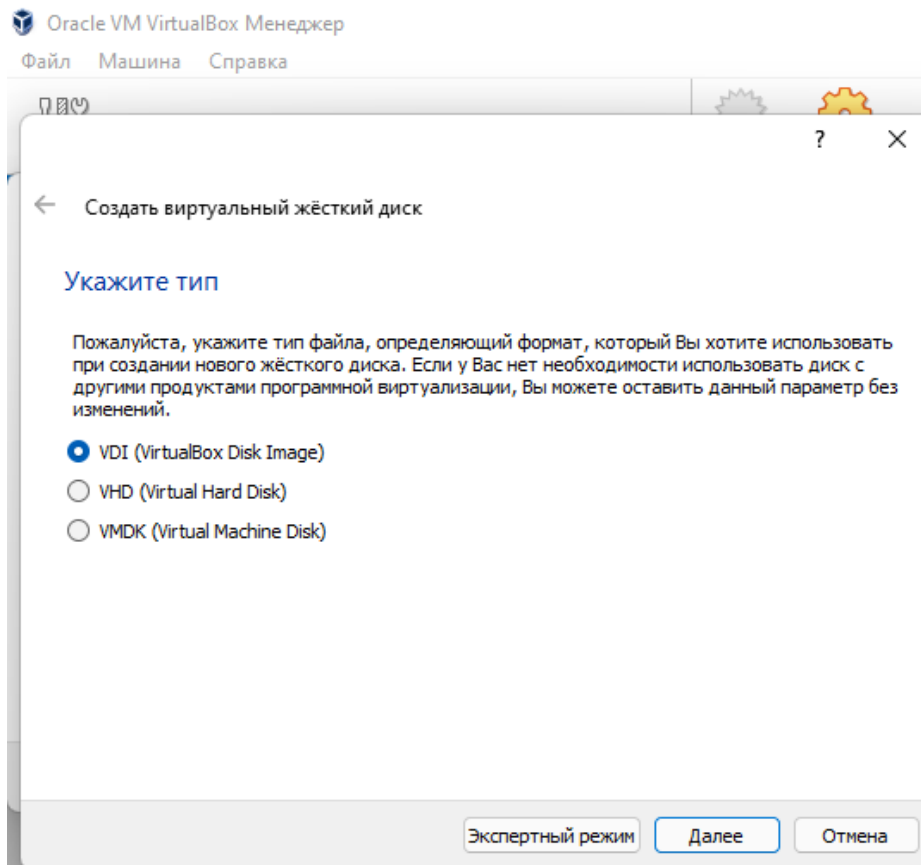 Oracle VM VirtualBox Менеджер
Файл Машина Справка
?
Создать виртуальный жёсткий диск
Укажите тип
Пожалуйста, укажите тип файла, определяющий формат, который Вы хотите использовать
при создании нового жёсткого диска. Если у Вас нет необходимости использовать диск с
другими продуктами программной виртуализации, Вы можете оставить данный параметр без
изменений.
VDI (VirtualBox Disk Image)
VHD (Virtual Hard Disk)
VMDK (Virtual Machine Disk)
Экспертный режим Далее Отмена